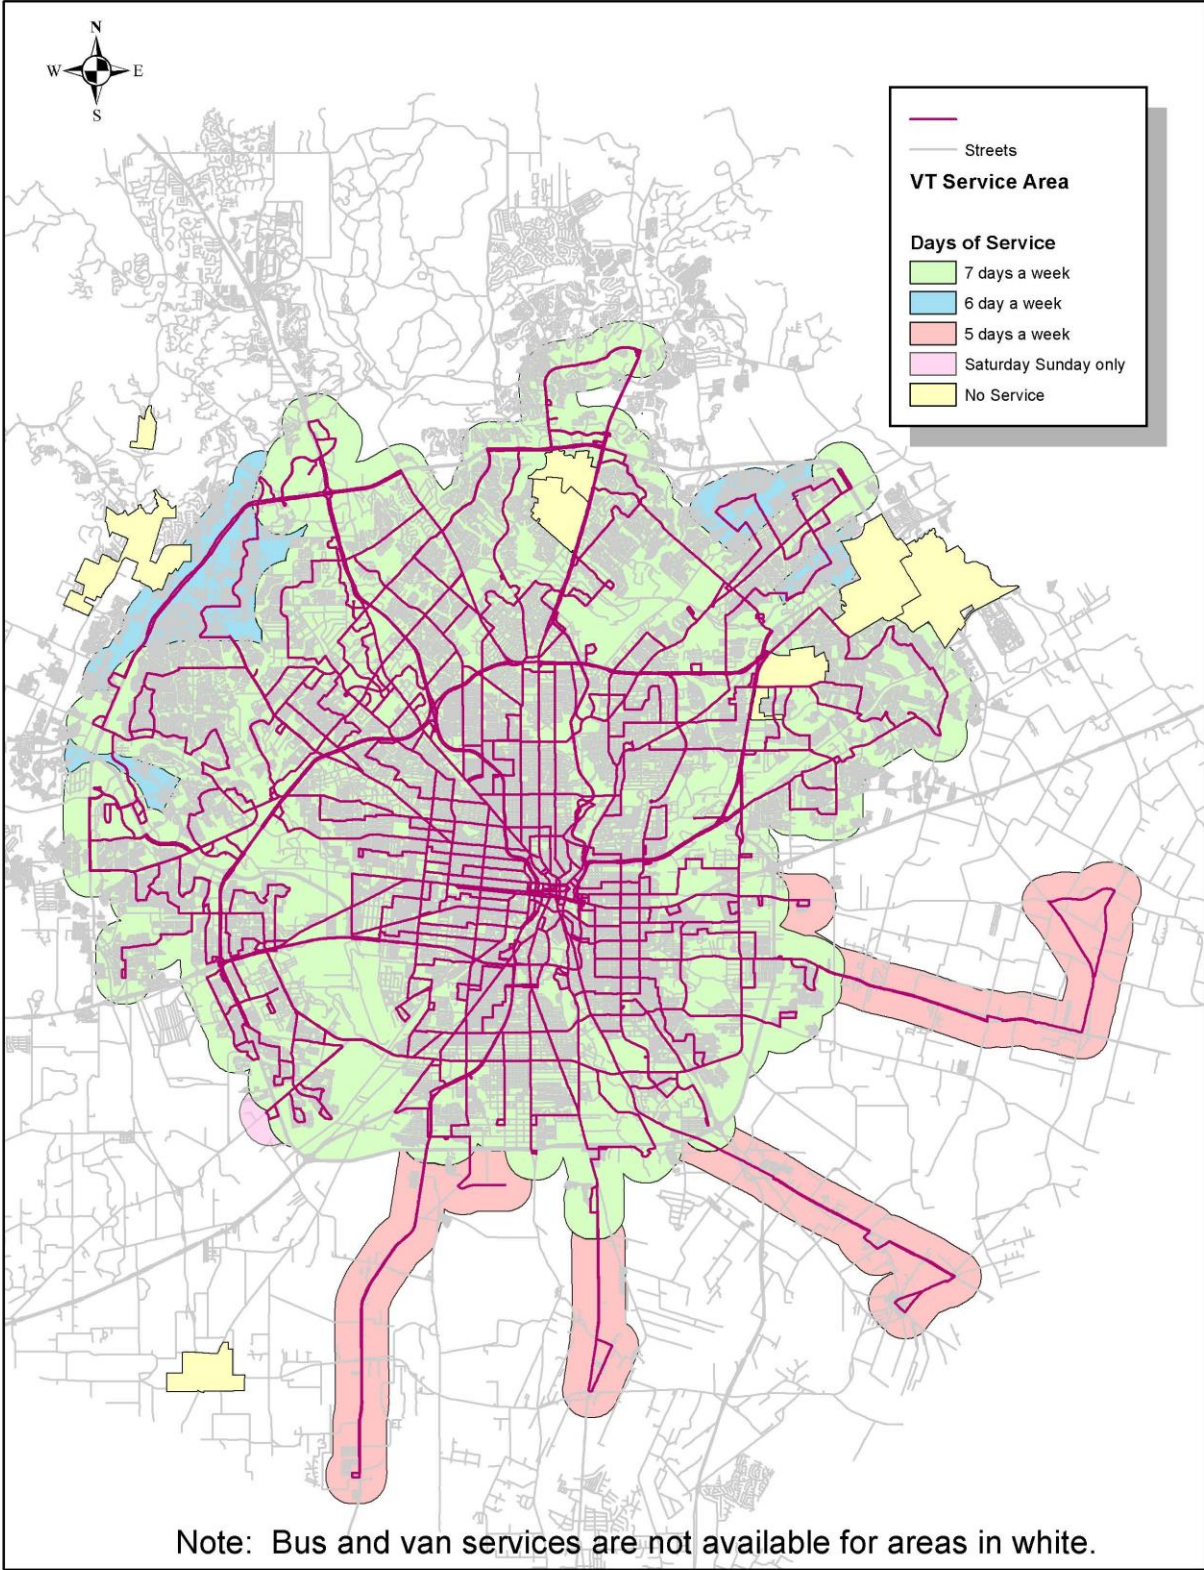 N
W E
S
Streets
VT Service Area
Days of Service
7 days a week
6 day a week
5 days a week
Saturday Sunday only
No Service
Note: Bus and van services are not available for areas in white.